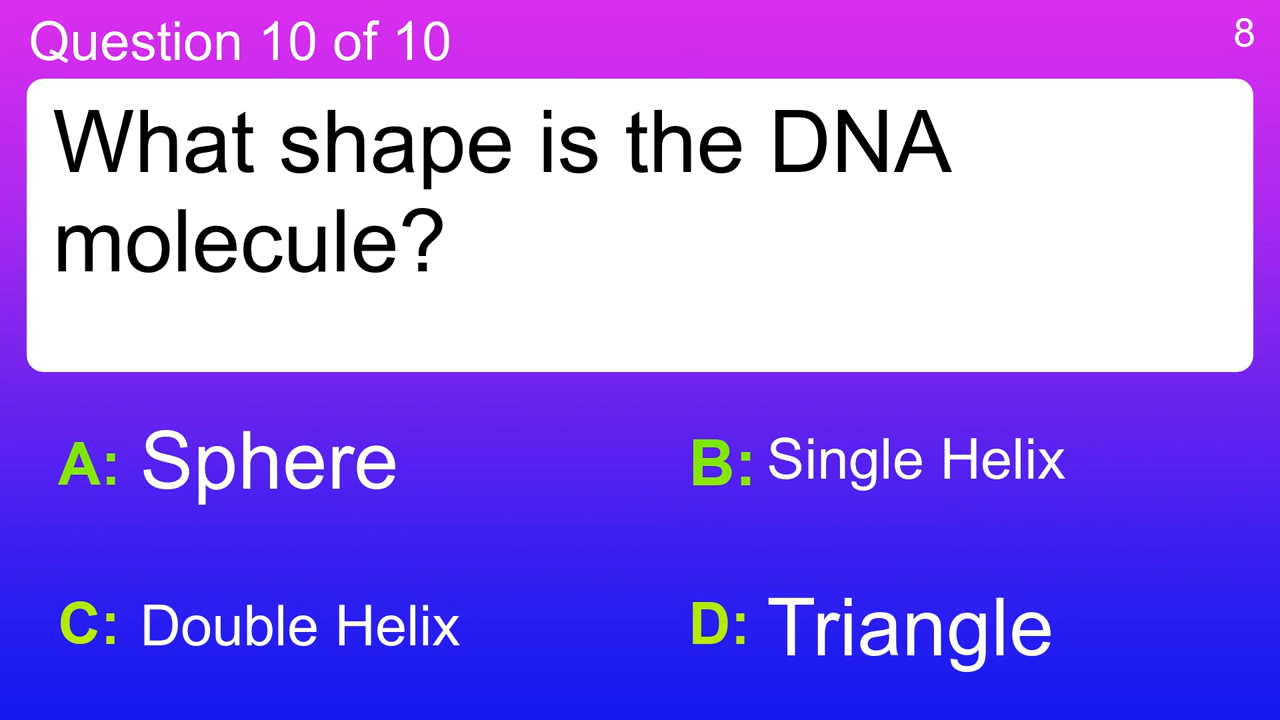 Question 10 of 10
8
What shape is the DNA
molecule?
A: Sphere
B: Single Helix
C: Double Helix
D: Triangle